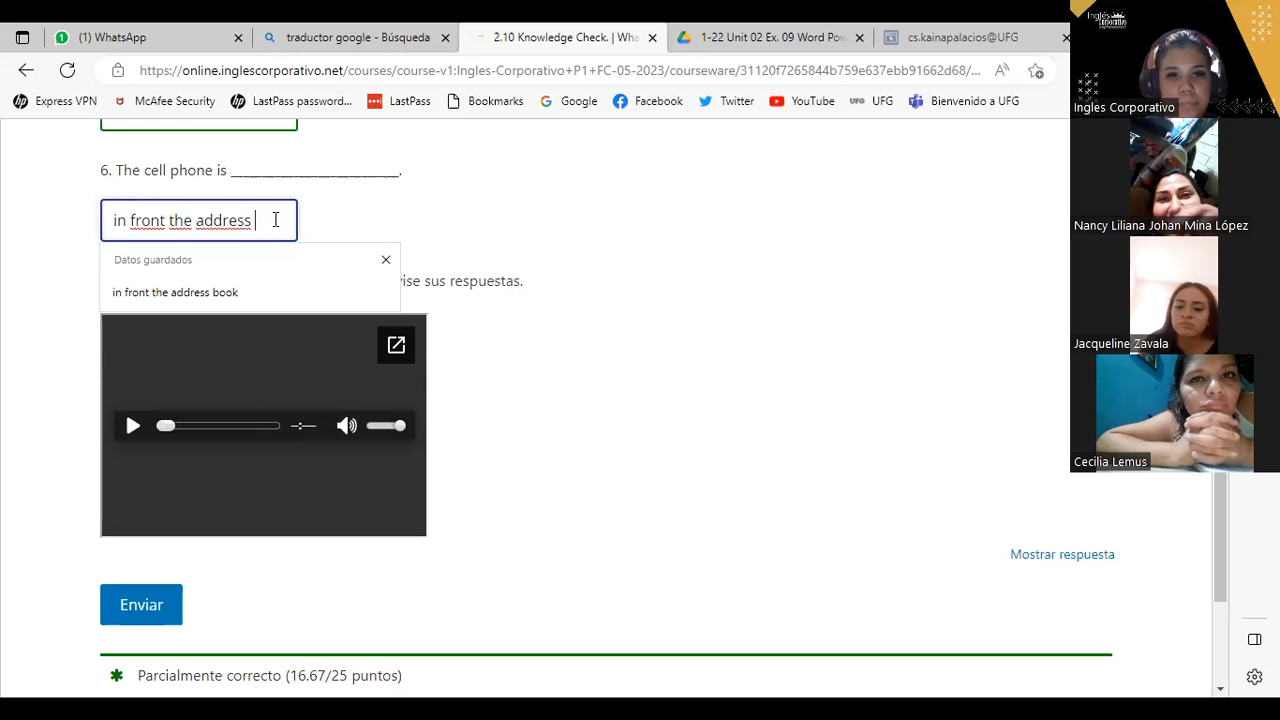 (1) WhatsApp
traductor google - Búsqueda
2.10 Knowledge Check. | Wha
1-22 Unit 02 Ex. 09 Word Pow
cs.kainapalacios@UFG
https://online.inglescorporativo.net/courses/course-v1:Ingles-Corporativo+P1+FC-05-2023/courseware/31120f7265844b759e637ebb91662d68/...
Express VPN
McAfee Security
LastPass password...
LastPass
Bookmarks
Google
Facebook
Twitter
YouTube
UFG
Bienvenido a UFG
6. The cell phone is ________________________.
in front the address
Datos guardados
in front the address book
vise sus respuestas.
Mostrar respuesta
Enviar
Parcialmente correcto (16.67/25 puntos)
Inglés
Corporativo
Ingles Corporativo
Nancy Liliana Johan Mina López
Jacqueline Zavala
Cecilia Lemus